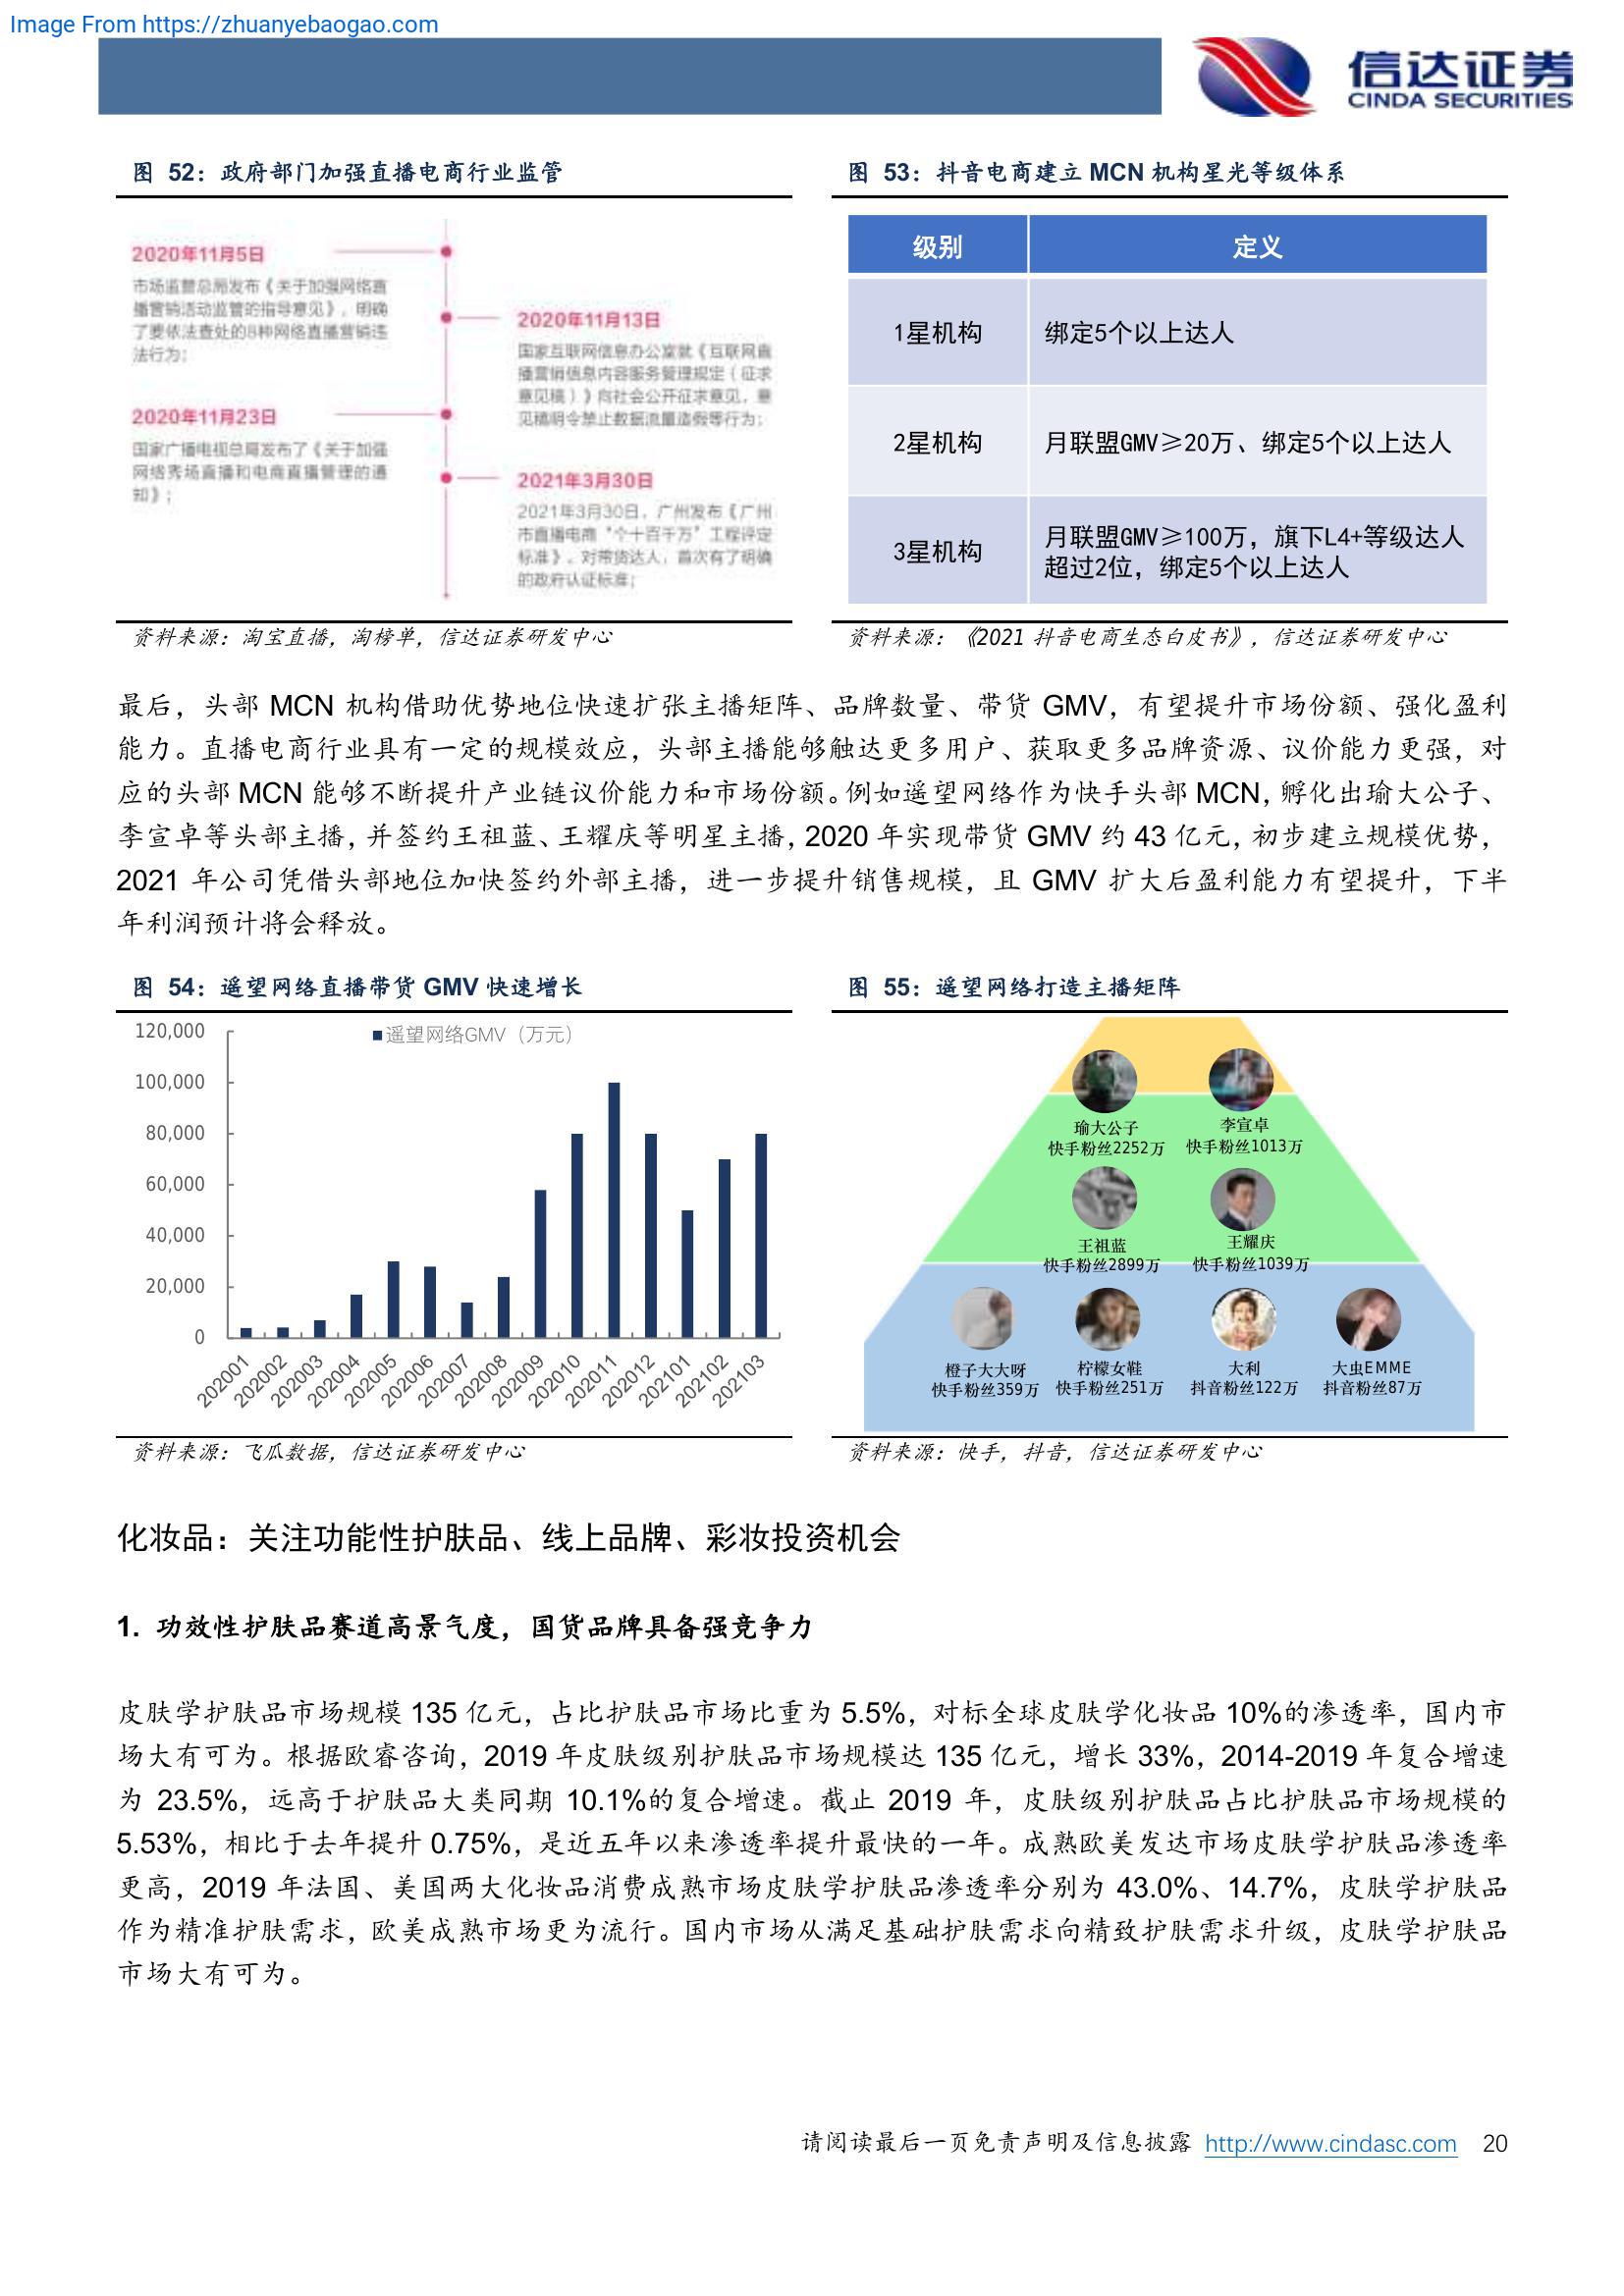 Image From https://zhuanyebaogao.com
信达证券
CINDA SECURITIES
图 52：政府部门加强直播电商行业监管
2020年11月5日
市场监督总局发布《关于加强网络直
播营销活动监管的指导意见》，明确
了要依法查处的8种网络直播营销违
法行为；
2020年11月13日
国家互联网信息办公室就《互联网直
播营销信息内容服务管理规定（征求
意见稿）》向社会公开征求意见，意
见稿明令禁止数据流量造假等行为；
2020年11月23日
国家广播电视总局发布了《关于加强
网络秀场直播和电商直播管理的通
知》；
2021年3月30日
2021年3月30日，广州发布《广州
市直播电商“个十百千万”工程评定
标准》，对带货达人，首次有了明确
的政府认证标准；
资料来源：淘宝直播，淘榜单，信达证券研发中心
图 53：抖音电商建立 MCN 机构星光等级体系
级别 定义
1星机构 绑定5个以上达人
2星机构 月联盟GMV≥20万、绑定5个以上达人
3星机构 月联盟GMV≥100万，旗下L4+等级达人
超过2位，绑定5个以上达人
资料来源：《2021 抖音电商生态白皮书》，信达证券研发中心
最后，头部 MCN 机构借助优势地位快速扩张主播矩阵、品牌数量、带货 GMV，有望提升市场份额、强化盈利
能力。直播电商行业具有一定的规模效应，头部主播能够触达更多用户、获取更多品牌资源、议价能力更强，对
应的头部 MCN 能够不断提升产业链议价能力和市场份额。例如遥望网络作为快手头部 MCN，孵化出瑜大公子、
李宣卓等头部主播，并签约王祖蓝、王耀庆等明星主播，2020 年实现带货 GMV 约 43 亿元，初步建立规模优势，
2021 年公司凭借头部地位加快签约外部主播，进一步提升销售规模，且 GMV 扩大后盈利能力有望提升，下半
年利润预计将会释放。
图 54：遥望网络直播带货 GMV 快速增长
遥望网络GMV（万元）
120,000
100,000
80,000
60,000
40,000
20,000
0
202001 202002 202003 202004 202005 202006 202007 202008 202009 202010 202011 202012 202101 202102 202103
资料来源：飞瓜数据，信达证券研发中心
图 55：遥望网络打造主播矩阵
瑜大公子 李宣卓
快手粉丝2252万 快手粉丝1013万
王祖蓝 王耀庆
快手粉丝2899万 快手粉丝1039万
橙子大大呀 柠檬女鞋 大利 大虫EMME
快手粉丝359万 快手粉丝251万 抖音粉丝122万 抖音粉丝87万
资料来源：快手，抖音，信达证券研发中心
化妆品：关注功能性护肤品、线上品牌、彩妆投资机会
1. 功效性护肤品赛道高景气度，国货品牌具备强竞争力
皮肤学护肤品市场规模 135 亿元，占比护肤品市场比重为 5.5%，对标全球皮肤学化妆品 10%的渗透率，国内市
场大有可为。根据欧睿咨询，2019 年皮肤级别护肤品市场规模达 135 亿元，增长 33%，2014-2019 年复合增速
为 23.5%，远高于护肤品大类同期 10.1%的复合增速。截止 2019 年，皮肤级别护肤品占比护肤品市场规模的
5.53%，相比于去年提升 0.75%，是近五年以来渗透率提升最快的一年。成熟欧美发达市场皮肤学护肤品渗透率
更高，2019 年法国、美国两大化妆品消费成熟市场皮肤学护肤品渗透率分别为 43.0%、14.7%，皮肤学护肤品
作为精准护肤需求，欧美成熟市场更为流行。国内市场从满足基础护肤需求向精致护肤需求升级，皮肤学护肤品
市场大有可为。
请阅读最后一页免责声明及信息披露 http://www.cindasc.com 20